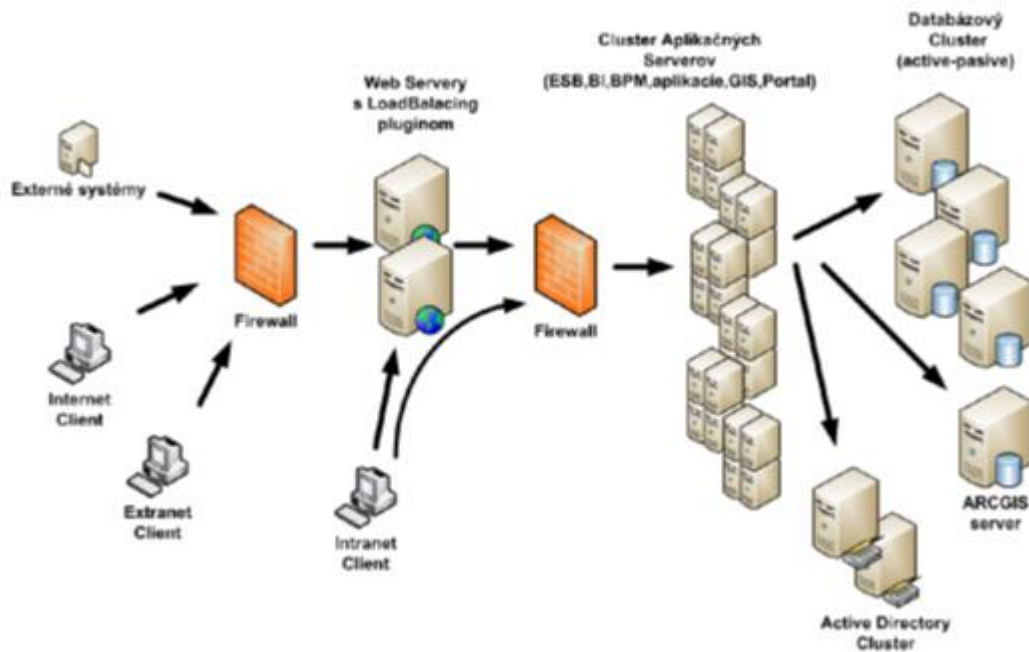 Databázový
Cluster
(active-pasive)
Cluster Aplikačných
Serverov
(ESB,BI,BPM,aplikacie,GIS,Portal)
Web Servery
s LoadBalacing
pluginom
Externé systémy
Firewall
Firewall
Internet
Client
Extranet
Client
Intranet
Client
ARCGIS
server
Active Directory
Cluster